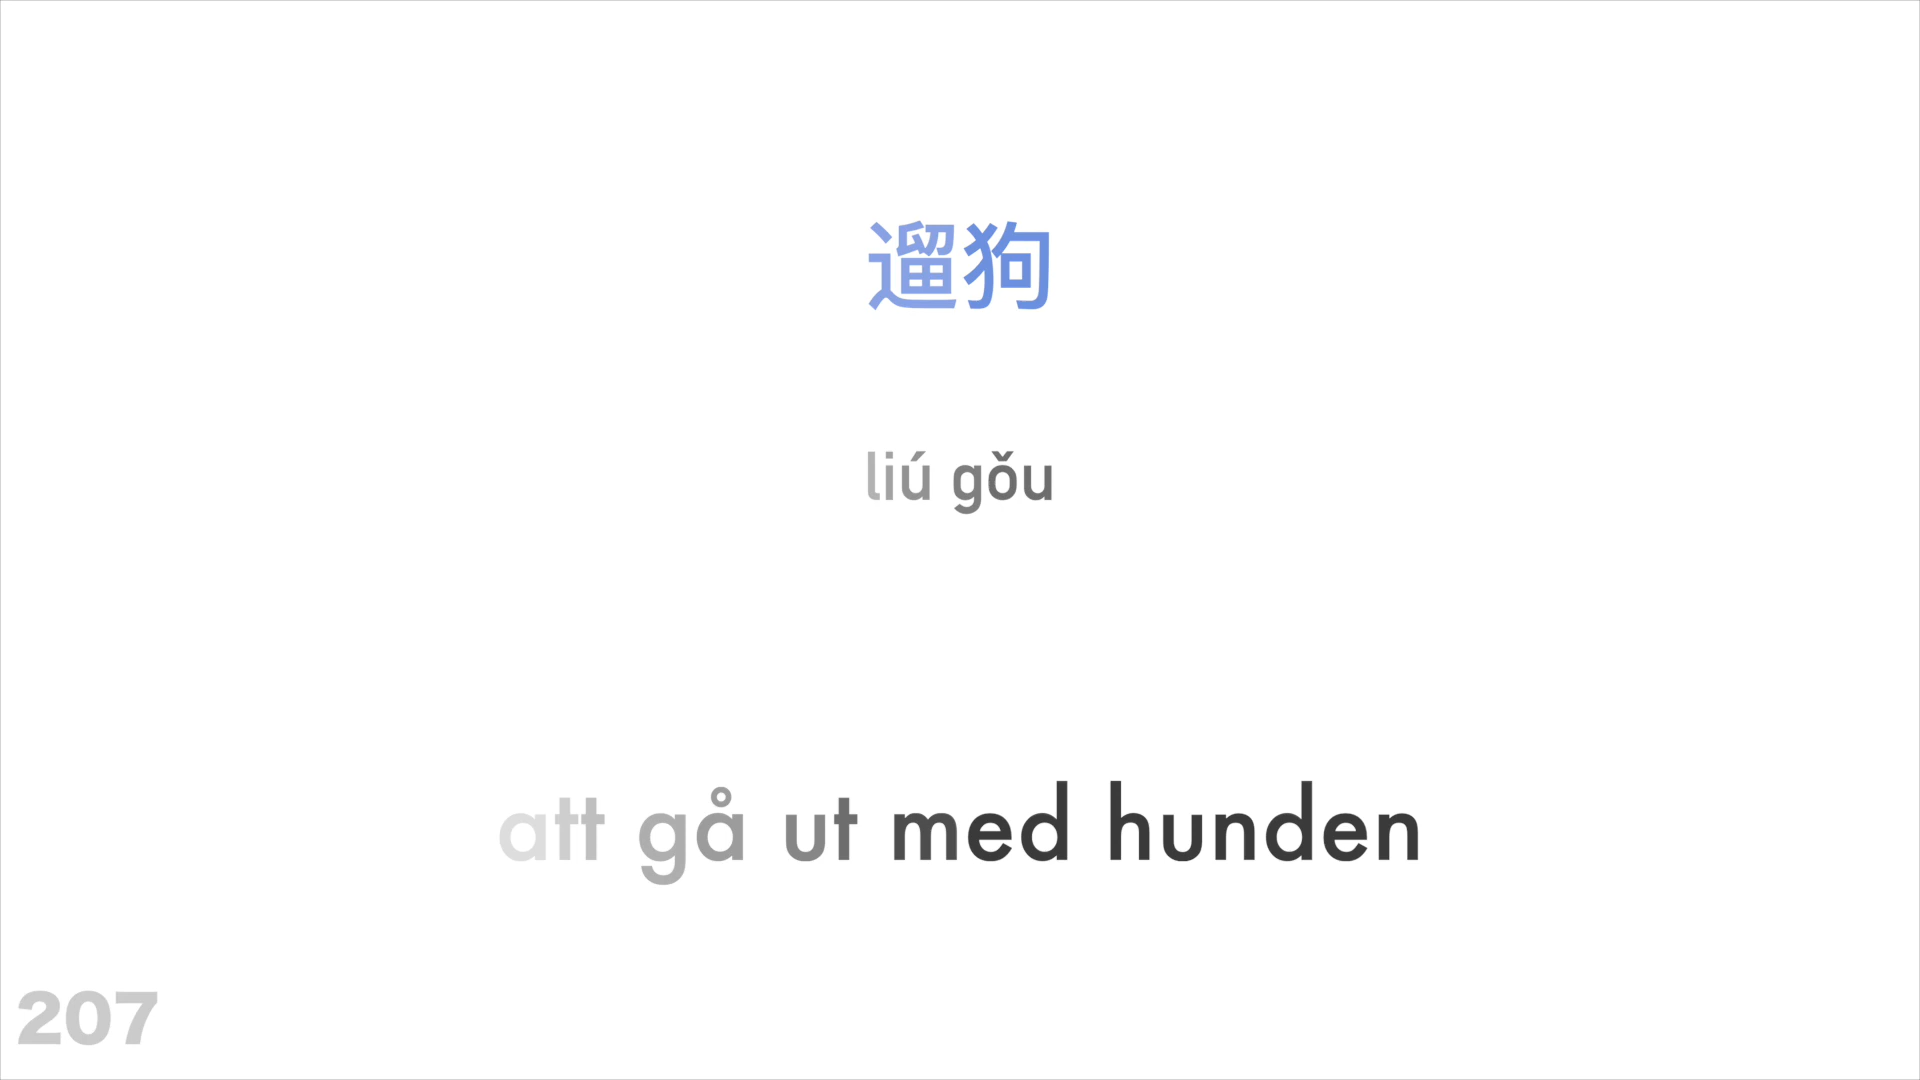 遛狗
liú gǒu
att gå ut med hunden
207